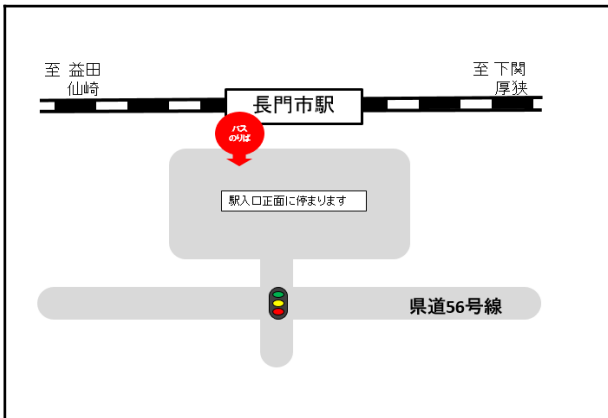 至 益田
仙崎
至 下関
厚狭
長門市駅
バス
のりば
駅入口正面に停まります
県道56号線